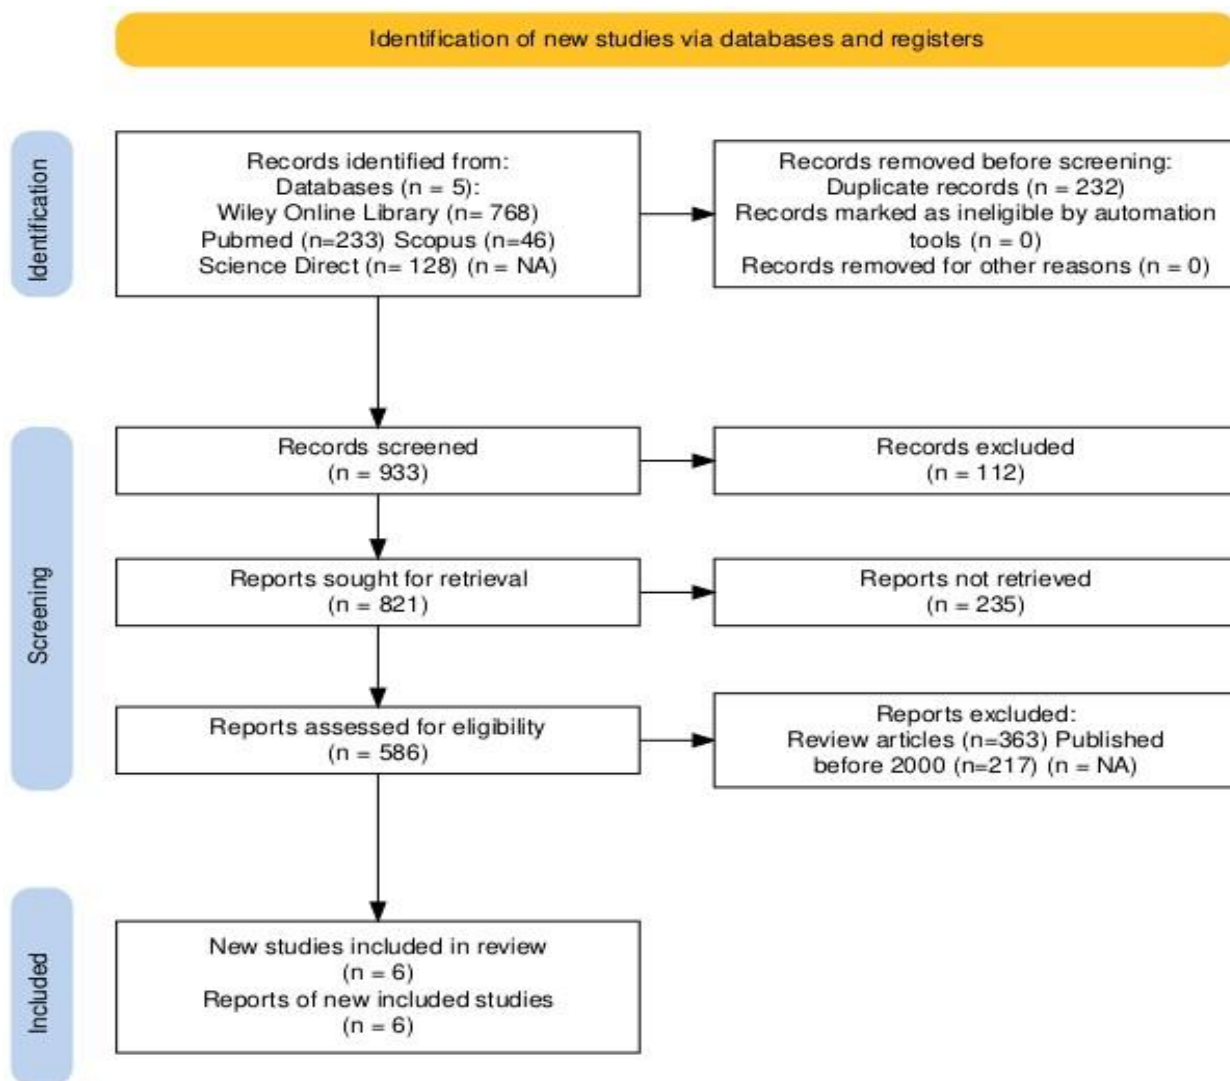 Identification of new studies via databases and registers
Identification
Records identified from:
Databases (n = 5):
Wiley Online Library (n= 768)
Pubmed (n=233) Scopus (n=46)
Science Direct (n= 128) (n = NA)
Records removed before screening:
Duplicate records (n = 232)
Records marked as ineligible by automation
tools (n = 0)
Records removed for other reasons (n = 0)
Screening
Records screened
(n = 933)
Records excluded
(n = 112)
Reports sought for retrieval
(n = 821)
Reports not retrieved
(n = 235)
Reports assessed for eligibility
(n = 586)
Reports excluded:
Review articles (n=363) Published
before 2000 (n=217) (n = NA)
Included
New studies included in review
(n = 6)
Reports of new included studies
(n = 6)